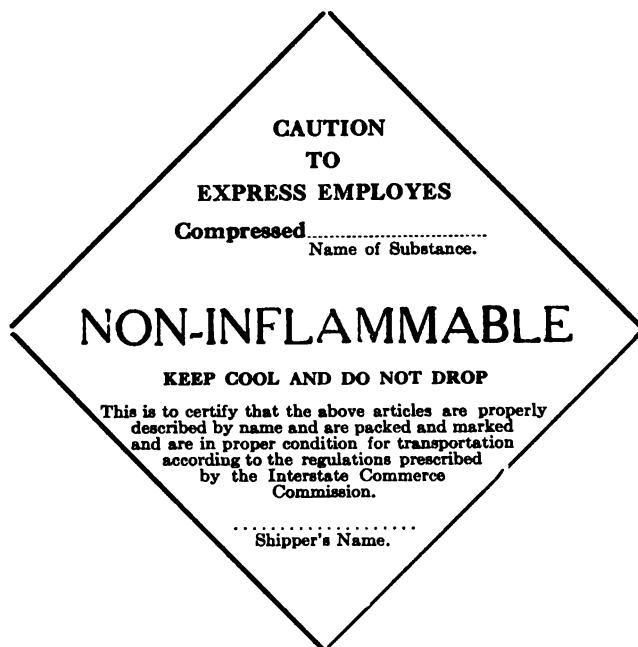 CAUTION
TO
EXPRESS EMPLOYES
Compressed..............................
Name of Substance.
NON-INFLAMMABLE
KEEP COOL AND DO NOT DROP
This is to certify that the above articles are properly
described by name and are packed and marked
and are in proper condition for transportation
according to the regulations prescribed
by the Interstate Commerce
Commission.
...................
Shipper's Name.